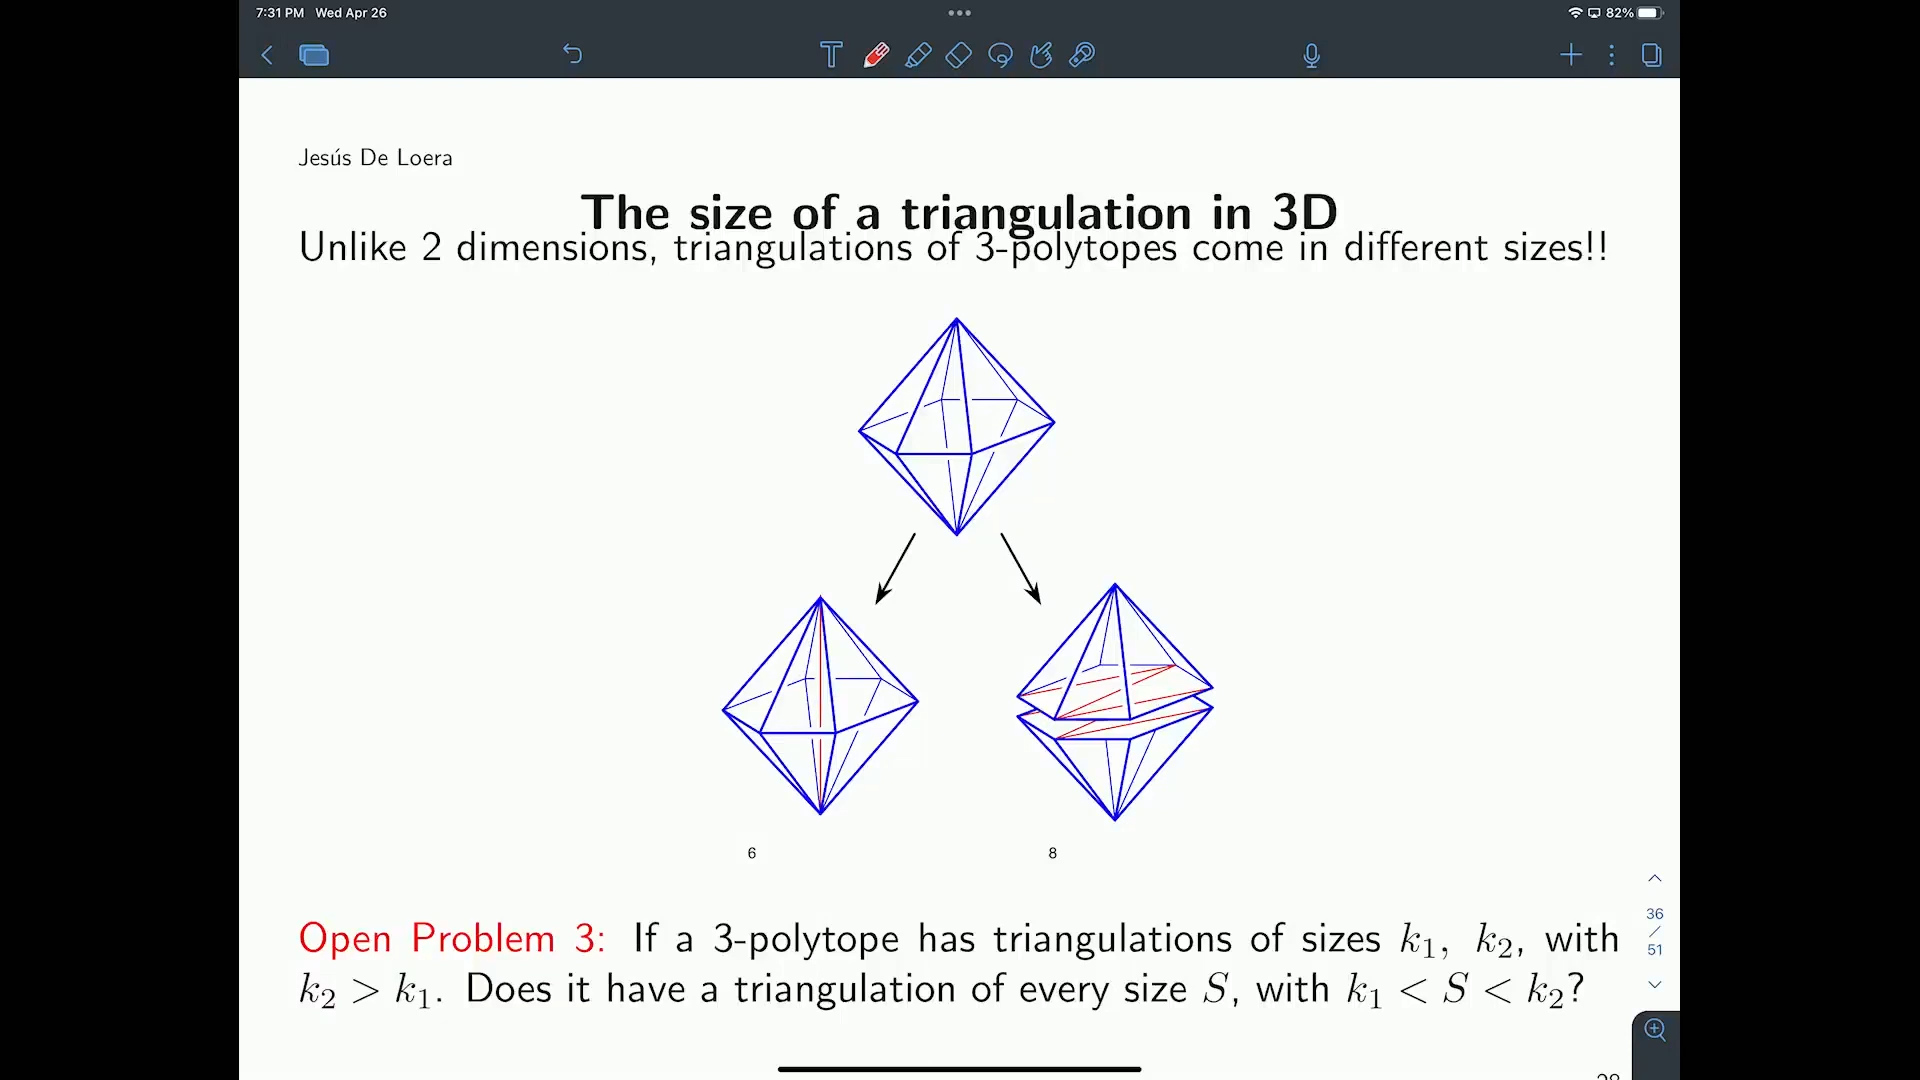 7:31 PM Wed Apr 26
82%
Jesús De Loera
The size of a triangulation in 3D
Unlike 2 dimensions, triangulations of 3-polytopes come in different sizes!!
6
8
Open Problem 3: If a 3-polytope has triangulations of sizes k₁, k₂, with
k₂ > k₁. Does it have a triangulation of every size S, with k₁ < S < k₂?
36
/
51